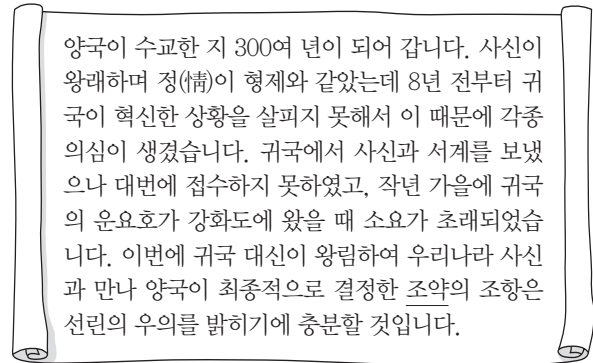 양국이 수교한 지 300여 년이 되어 갑니다. 사신이
왕래하며 정(情)이 형제와 같았는데 8년 전부터 귀
국이 혁신한 상황을 살피지 못해서 이 때문에 각종
의심이 생겼습니다. 귀국에서 사신과 서계를 보냈
으나 대번에 접수하지 못하였고, 작년 가을에 귀국
의 운요호가 강화도에 왔을 때 소요가 초래되었습
니다. 이번에 귀국 대신이 왕림하여 우리나라 사신
과 만나 양국이 최종적으로 결정한 조약의 조항은
선린의 우의를 밝히기에 충분할 것입니다.